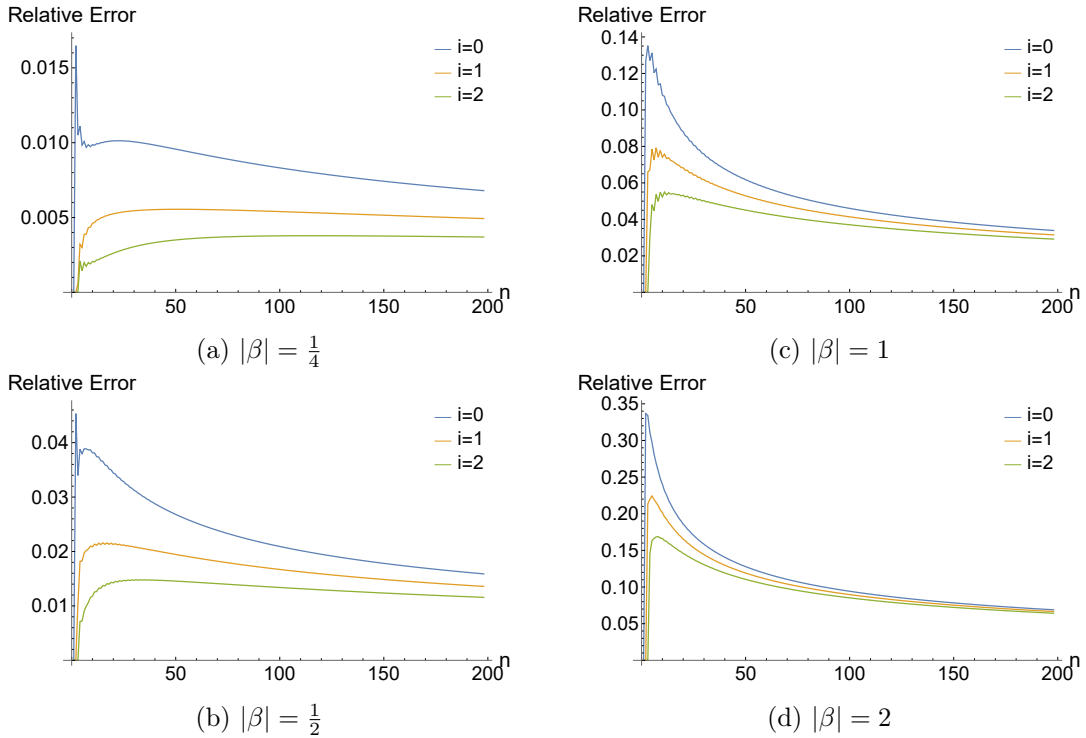 Relative Error
0.015
0.010
0.005
50
100
150
200
n
i=0
i=1
i=2
(a) |β| = 1/4
Relative Error
0.14
0.12
0.10
0.08
0.06
0.04
0.02
50
100
150
200
n
i=0
i=1
i=2
(c) |β| = 1
Relative Error
0.04
0.03
0.02
0.01
50
100
150
200
n
i=0
i=1
i=2
(b) |β| = 1/2
Relative Error
0.35
0.30
0.25
0.20
0.15
0.10
0.05
50
100
150
200
n
i=0
i=1
i=2
(d) |β| = 2